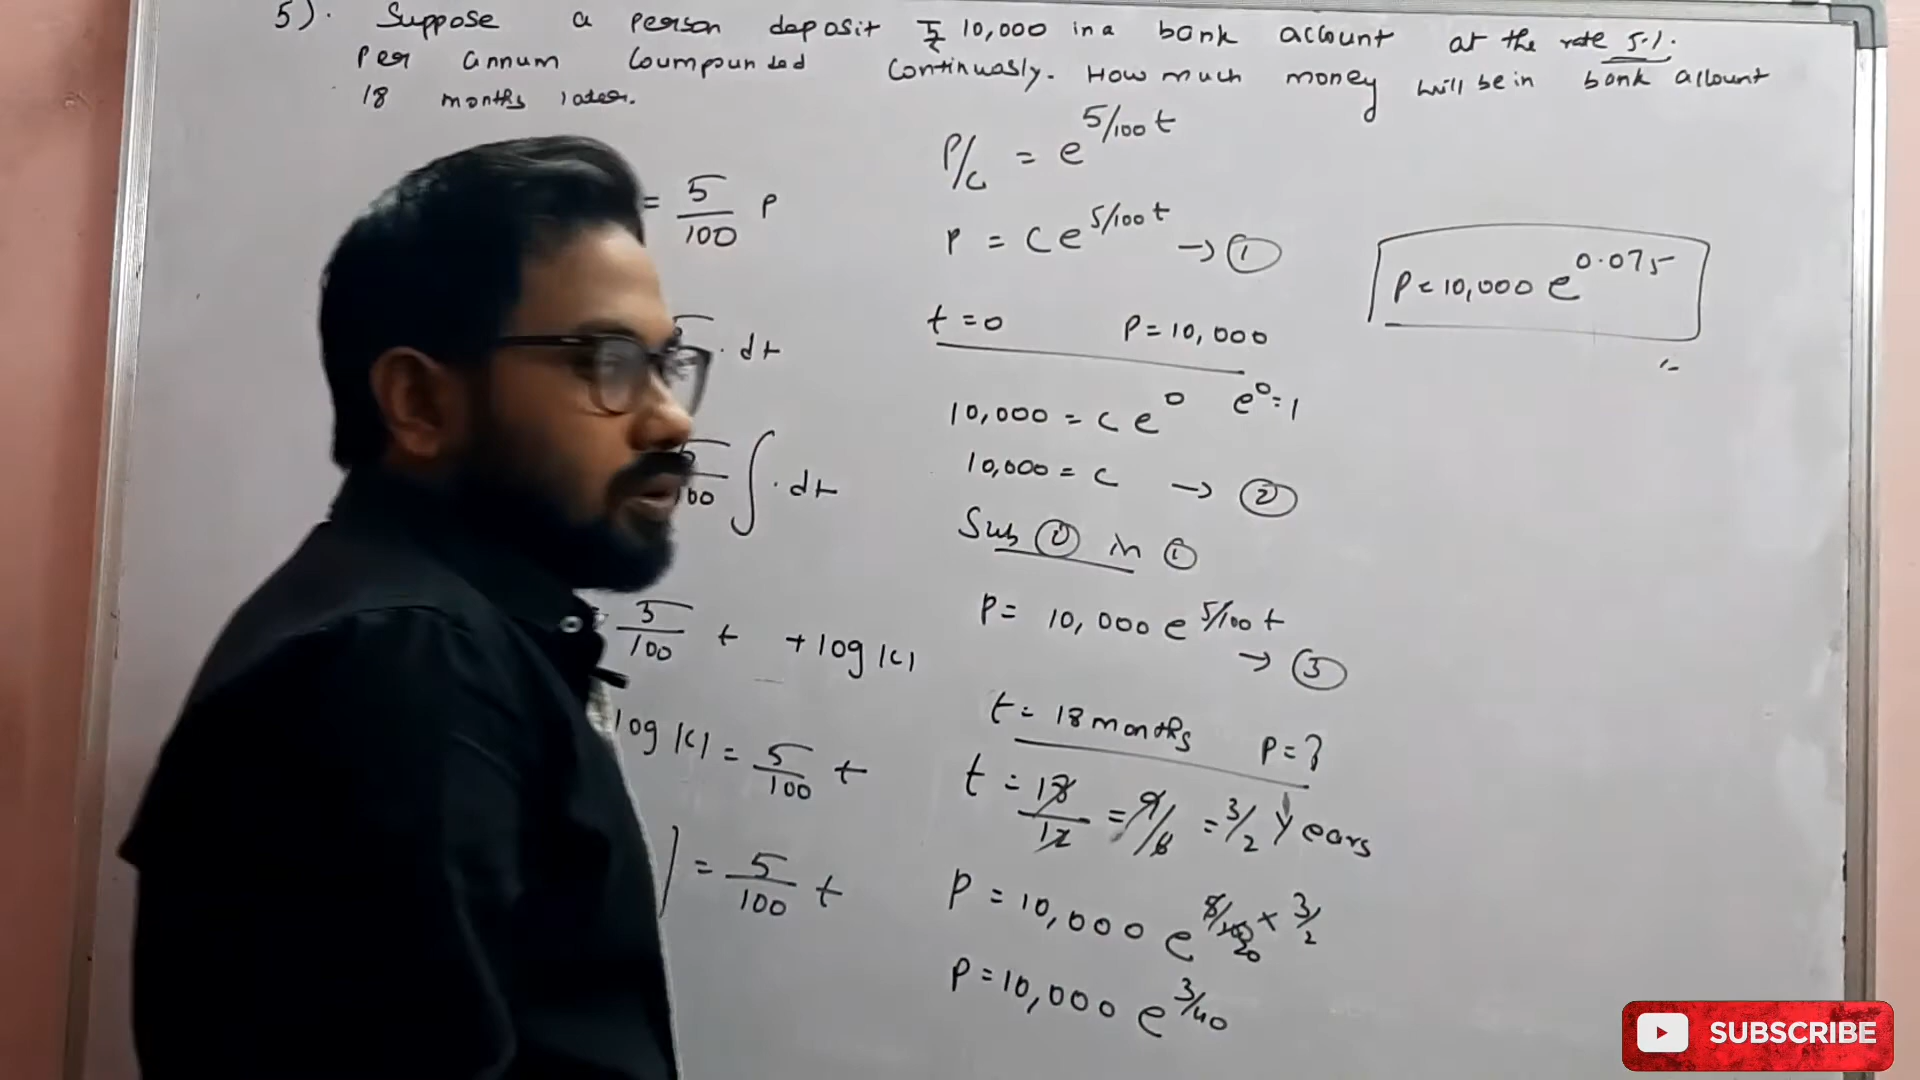 5). Suppose a person deposit ₹ 10,000 in a bank account at the rate 5.%.
per annum Coumpounded Continuasly. How much money will be in bank account
18 months later.
= 5/100 P
. dt
∫ . dt
5/100 t + log |c|
log |c| = 5/100 t
] = 5/100 t
P/c = e^5/100 t
P = c e^5/100 t → ①
t = 0 P = 10,000
10,000 = c e^0 e^0 = 1
10,000 = c → ②
Sub ② in ①
P = 10,000 e^5/100 t
→ ③
t = 18 months P = ?
t = 18/12 = 9/6 = 3/2 Years
P = 10,000 e^5/100 20 × 3/2
P = 10,000 e^3/40
P = 10,000 e^0.075
SUBSCRIBE